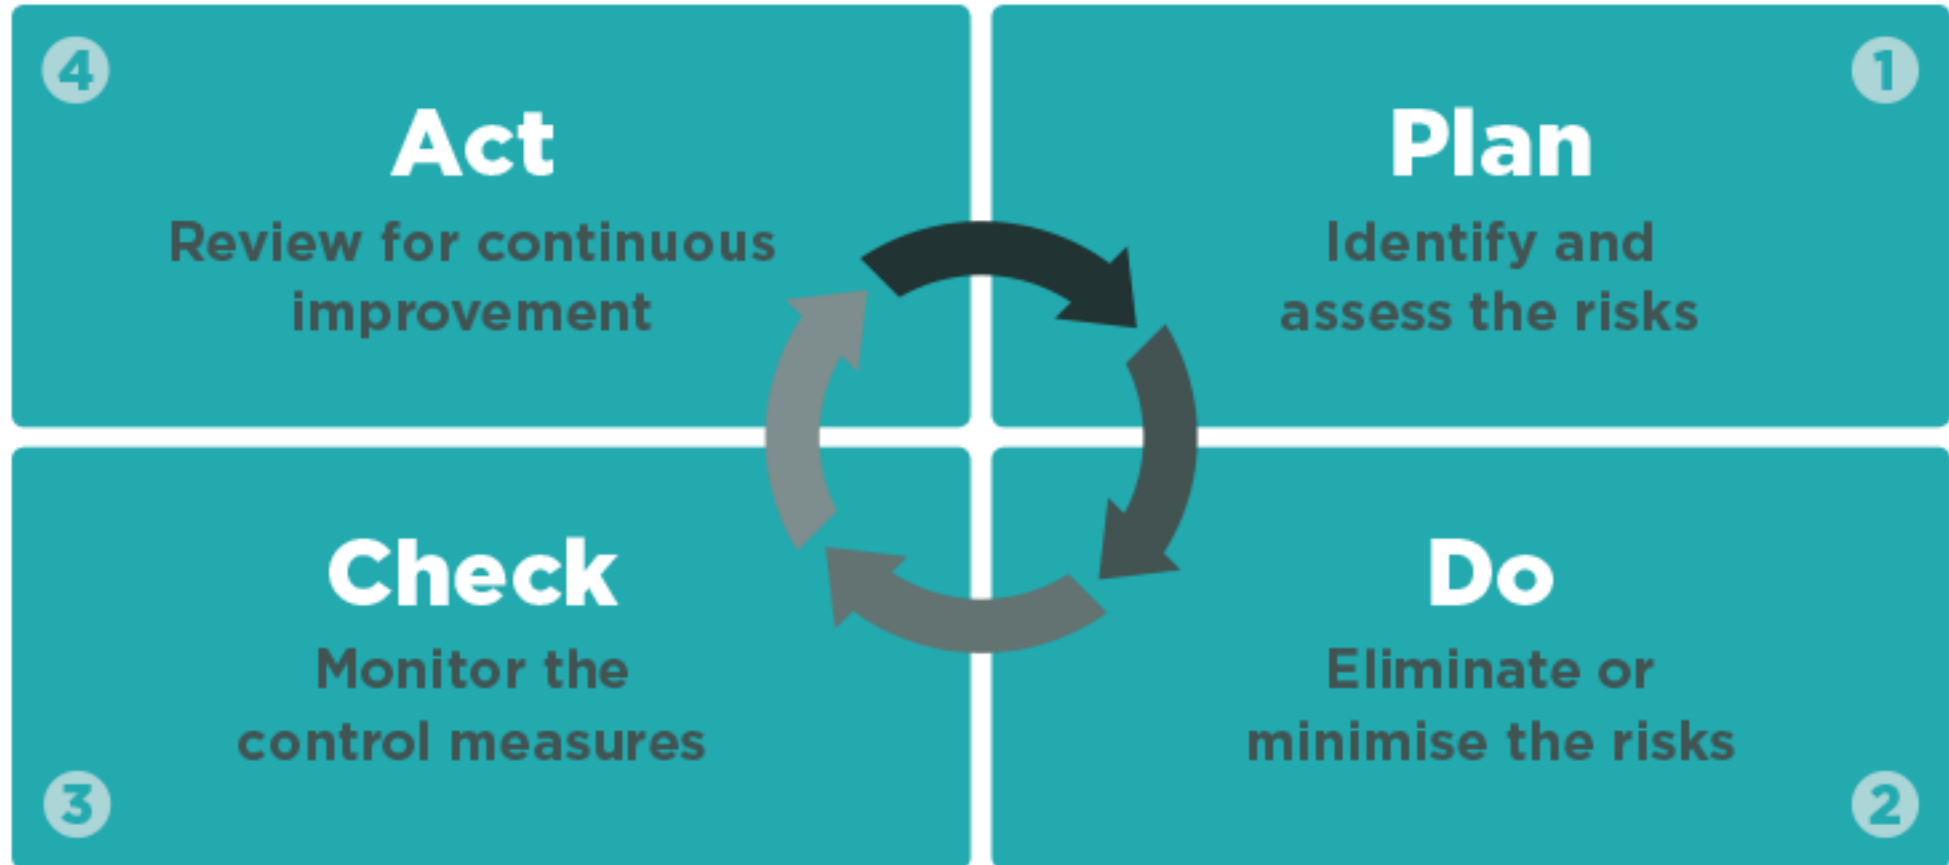 4
Act
Review for continuous
improvement
1
Plan
Identify and
assess the risks
Check
Monitor the
control measures
3
Do
Eliminate or
minimise the risks
2